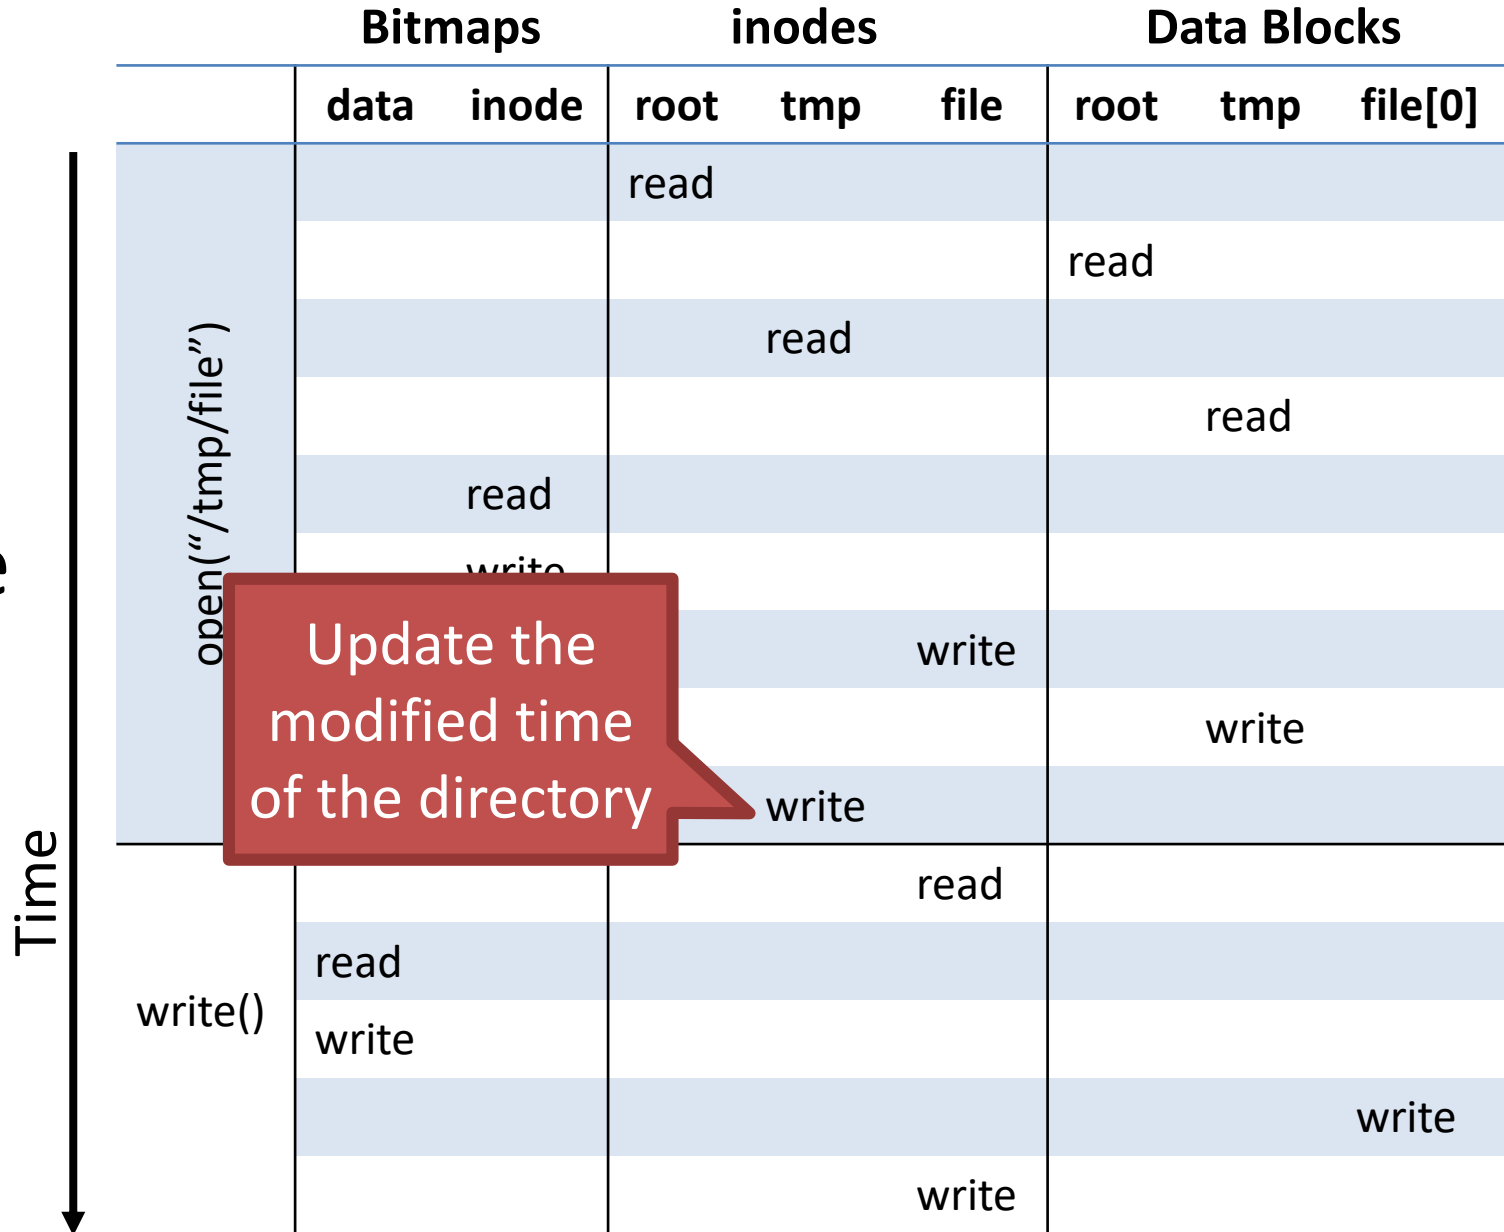 Bitmaps inodes Data Blocks
data inode root tmp file root tmp file[0]
read
read
read
read
read
write
write
write
write
open(“/tmp/file”)
Update the
modified time
of the directory
read
read
write
write
write
write()
Time